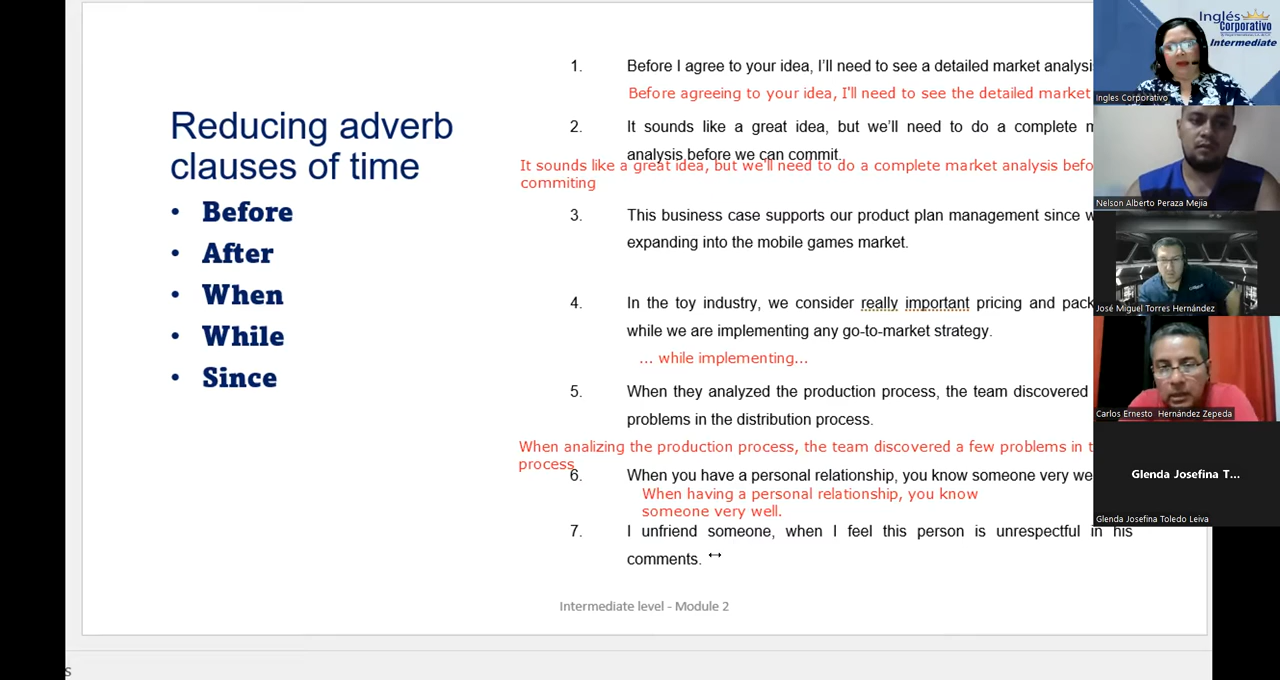 Reducing adverb
clauses of time
• Before
• After
• When
• While
• Since
1. Before I agree to your idea, I'll need to see a detailed market analysi
Before agreeing to your idea, I'll need to see the detailed market
2. It sounds like a great idea, but we'll need to do a complete m
analysis before we can commit.
It sounds like a great idea, but we'll need to do a complete market analysis befo
commiting
3. This business case supports our product plan management since w
expanding into the mobile games market.
4. In the toy industry, we consider really important pricing and pack
while we are implementing any go-to-market strategy.
... while implementing...
5. When they analyzed the production process, the team discovered
problems in the distribution process.
When analizing the production process, the team discovered a few problems in t
process
6. When you have a personal relationship, you know someone very we
When having a personal relationship, you know
someone very well.
7. I unfriend someone, when I feel this person is unrespectful in his
comments.
Intermediate level - Module 2
s
Inglés
Corporativo
Intermediate
Ingles Corporativo
Nelson Alberto Peraza Mejia
José Miguel Torres Hernández
Carlos Ernesto Hernández Zepeda
Glenda Josefina T...
Glenda Josefina Toledo Leiva